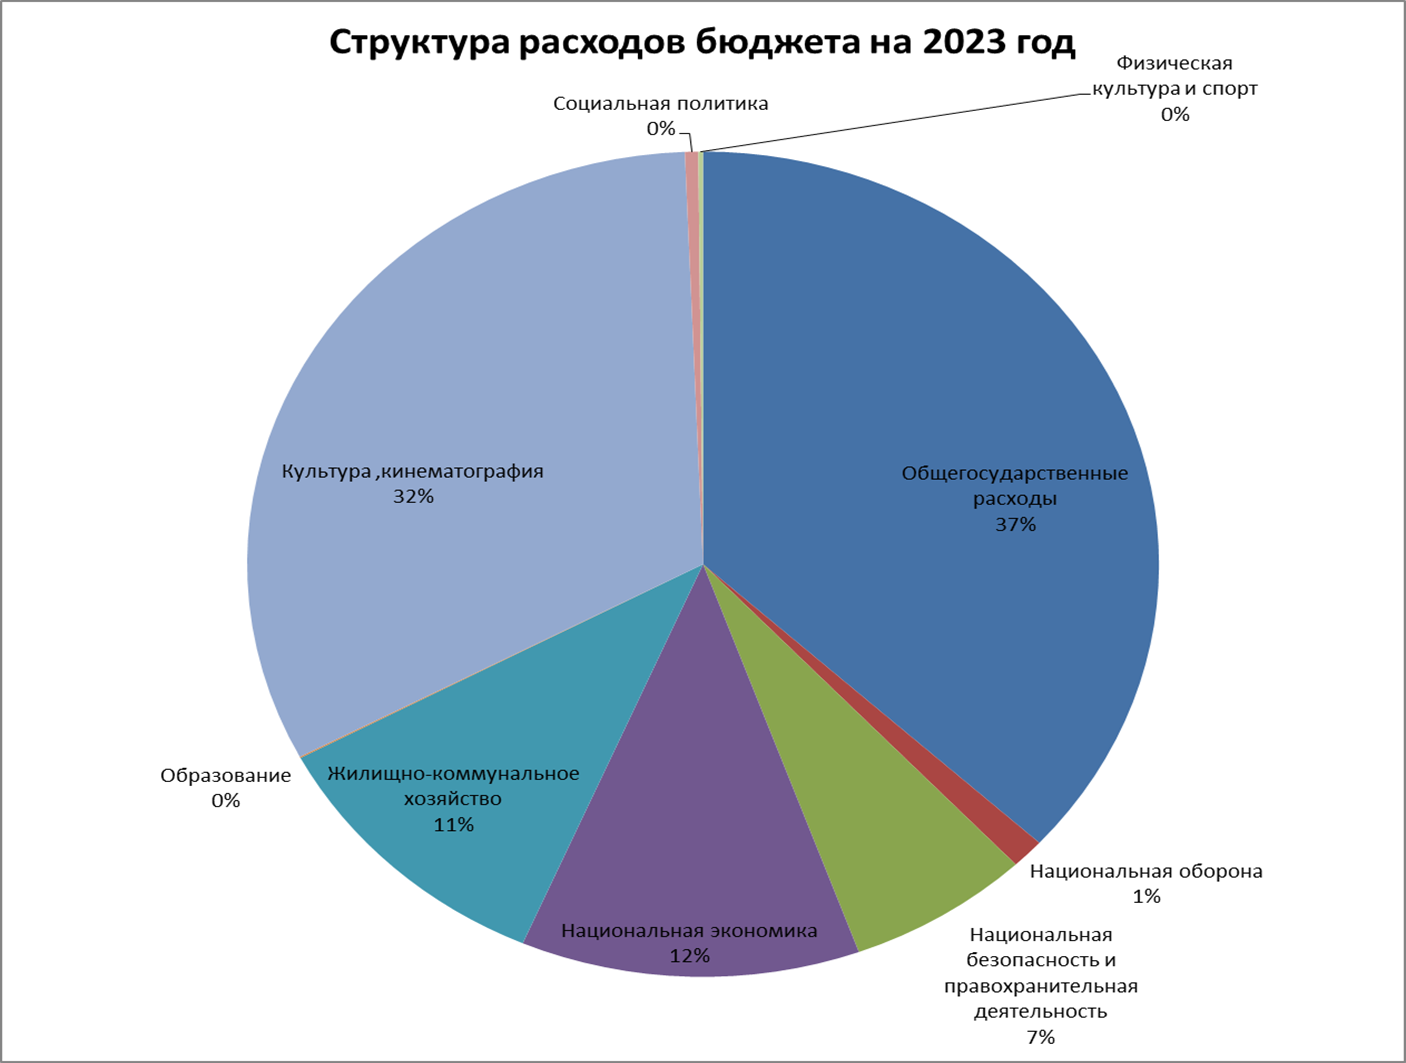 Структура расходов бюджета на 2023 год
Физическая
культура и спорт
0%
Социальная политика
0%
Общегосударственные
расходы
37%
Культура ,кинематография
32%
Образование
0%
Жилищно-коммунальное
хозяйство
11%
Национальная экономика
12%
Национальная оборона
1%
Национальная
безопасность и
правохранительная
деятельность
7%